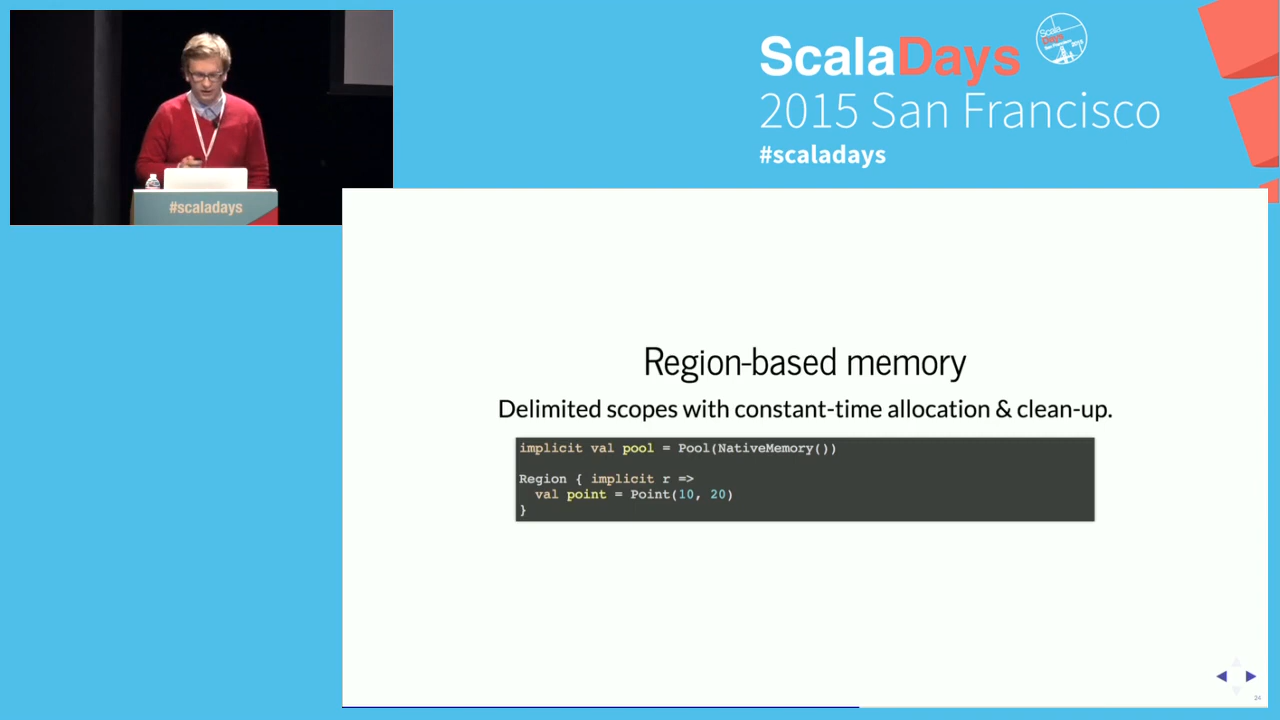 ScalaDays
2015 San Francisco
#scaladays
#scaladays
Region-based memory
Delimited scopes with constant-time allocation & clean-up.
implicit val pool = Pool(NativeMemory())
Region { implicit r =>
  val point = Point(10, 20)
}
24